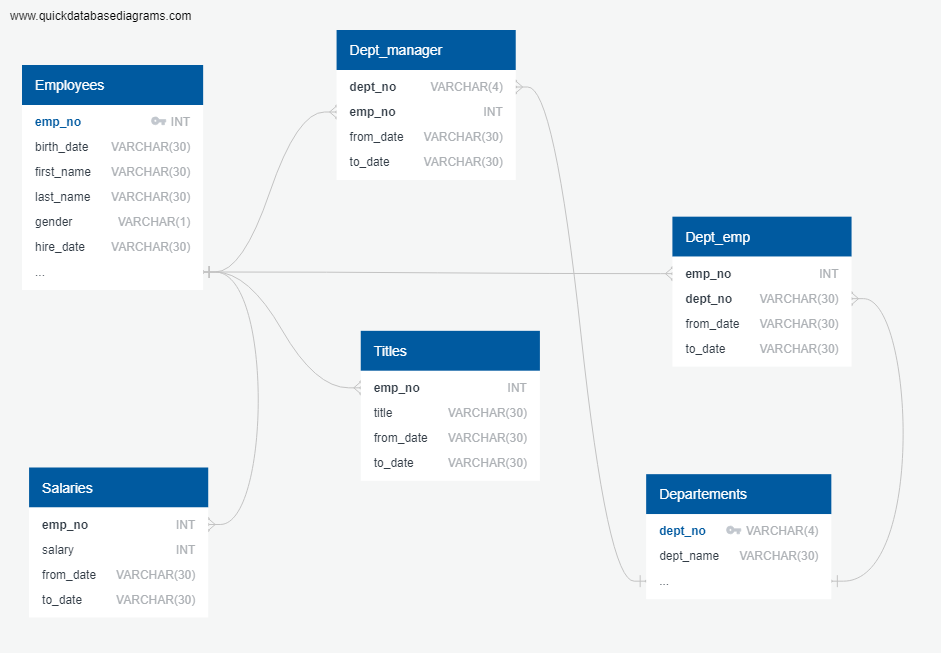 www.quickdatabasediagrams.com
Employees
emp_no INT
birth_date VARCHAR(30)
first_name VARCHAR(30)
last_name VARCHAR(30)
gender VARCHAR(1)
hire_date VARCHAR(30)
...
Dept_manager
dept_no VARCHAR(4)
emp_no INT
from_date VARCHAR(30)
to_date VARCHAR(30)
Dept_emp
emp_no INT
dept_no VARCHAR(30)
from_date VARCHAR(30)
to_date VARCHAR(30)
Titles
emp_no INT
title VARCHAR(30)
from_date VARCHAR(30)
to_date VARCHAR(30)
Salaries
emp_no INT
salary INT
from_date VARCHAR(30)
to_date VARCHAR(30)
Departements
dept_no VARCHAR(4)
dept_name VARCHAR(30)
...